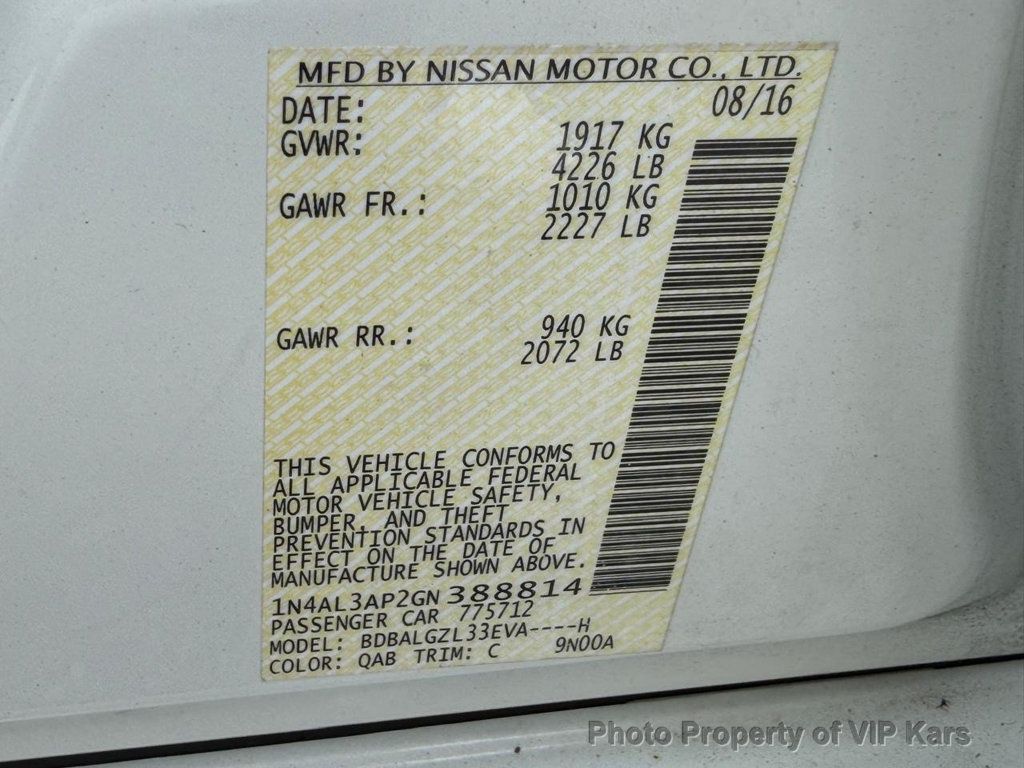 MFD BY NISSAN MOTOR CO., LTD.
DATE: 08/16
GVWR: 1917 KG
4226 LB
GAWR FR.: 1010 KG
2227 LB
GAWR RR.: 940 KG
2072 LB
THIS VEHICLE CONFORMS TO
ALL APPLICABLE FEDERAL
MOTOR VEHICLE SAFETY,
BUMPER, AND THEFT
PREVENTION STANDARDS IN
EFFECT ON THE DATE OF
MANUFACTURE SHOWN ABOVE.
1N4AL3AP2GN388814
PASSENGER CAR 775712
MODEL: BDBALGZL33EVA----H
COLOR: QAB TRIM: C 9N00A
Photo Property of VIP Kars